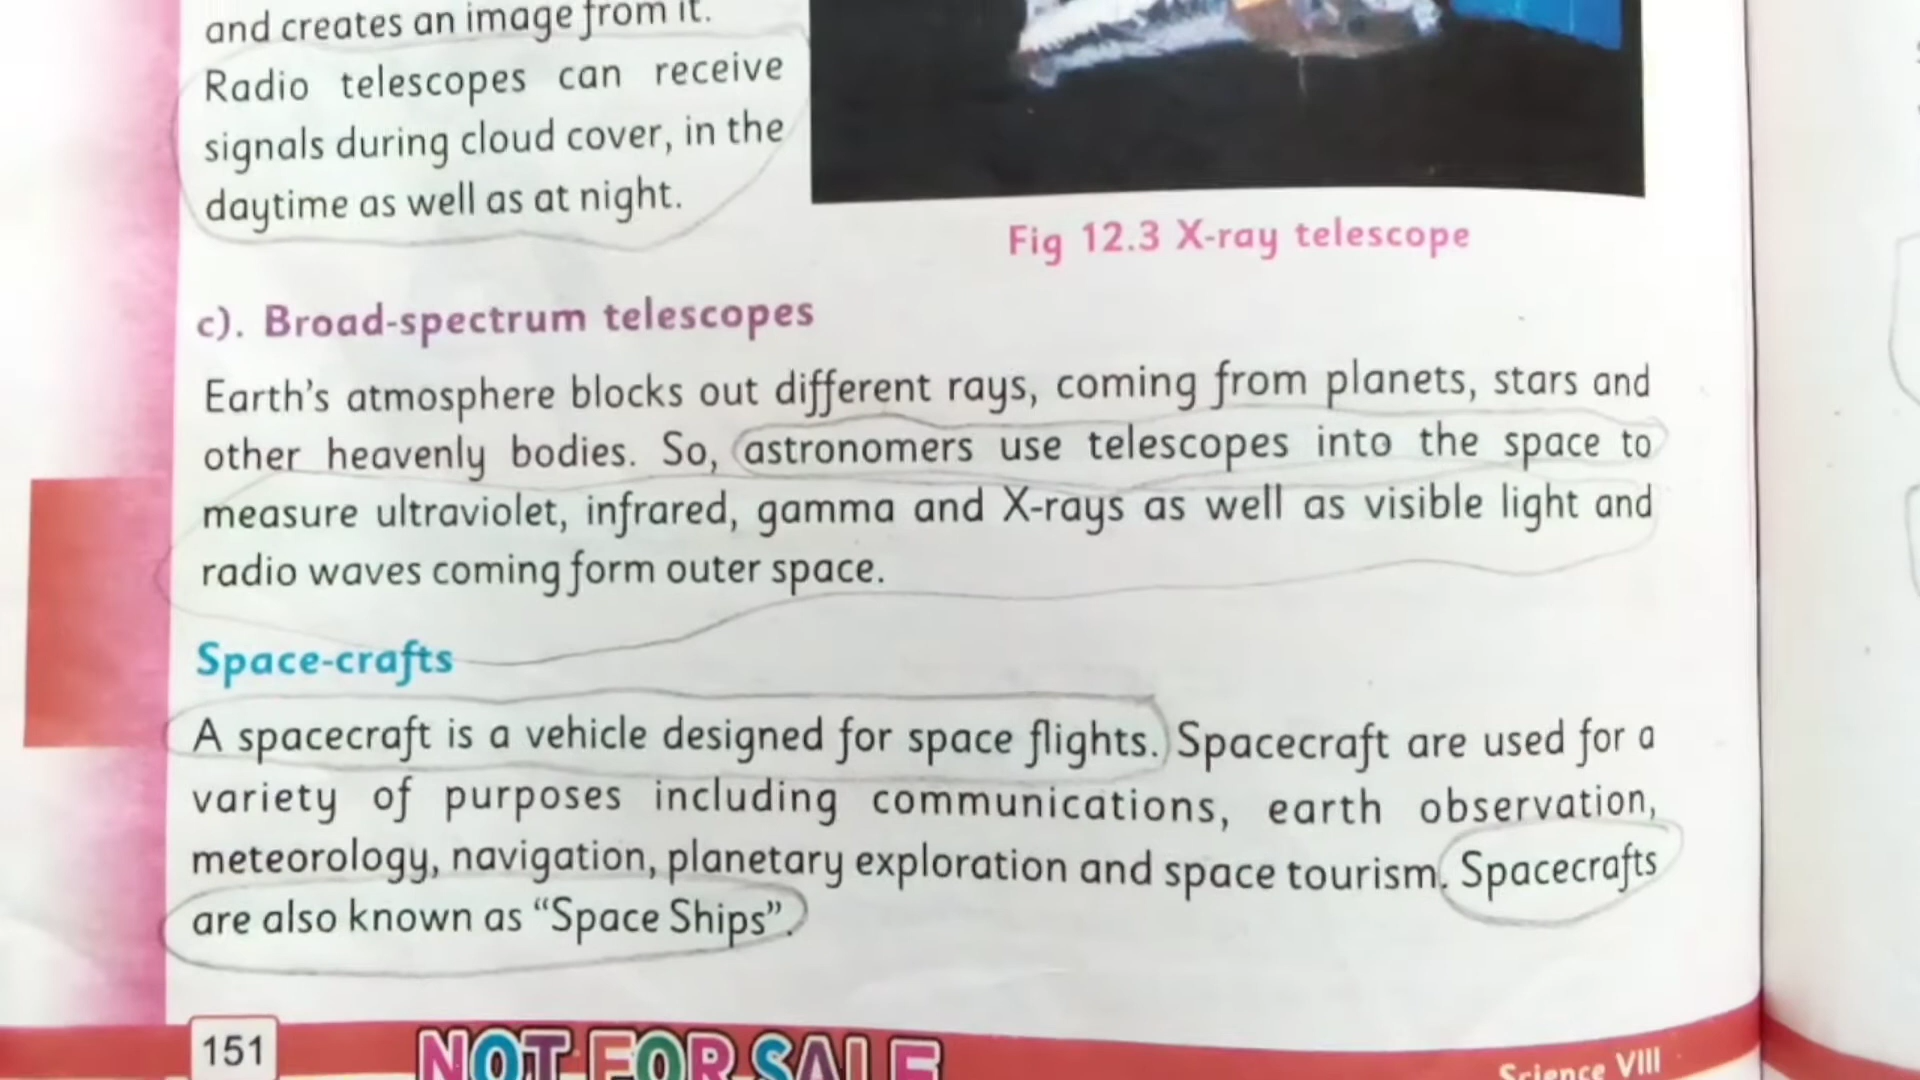 and creates an image from it.
Radio telescopes can receive
signals during cloud cover, in the
daytime as well as at night.
Fig 12.3 X-ray telescope
c). Broad-spectrum telescopes
Earth's atmosphere blocks out different rays, coming from planets, stars and
other heavenly bodies. So, astronomers use telescopes into the space to
measure ultraviolet, infrared, gamma and X-rays as well as visible light and
radio waves coming form outer space.
Space-crafts
A spacecraft is a vehicle designed for space flights. Spacecraft are used for a
variety of purposes including communications, earth observation,
meteorology, navigation, planetary exploration and space tourism. Spacecrafts
are also known as “Space Ships”.
151
NOT FOR SALE
Science VIII